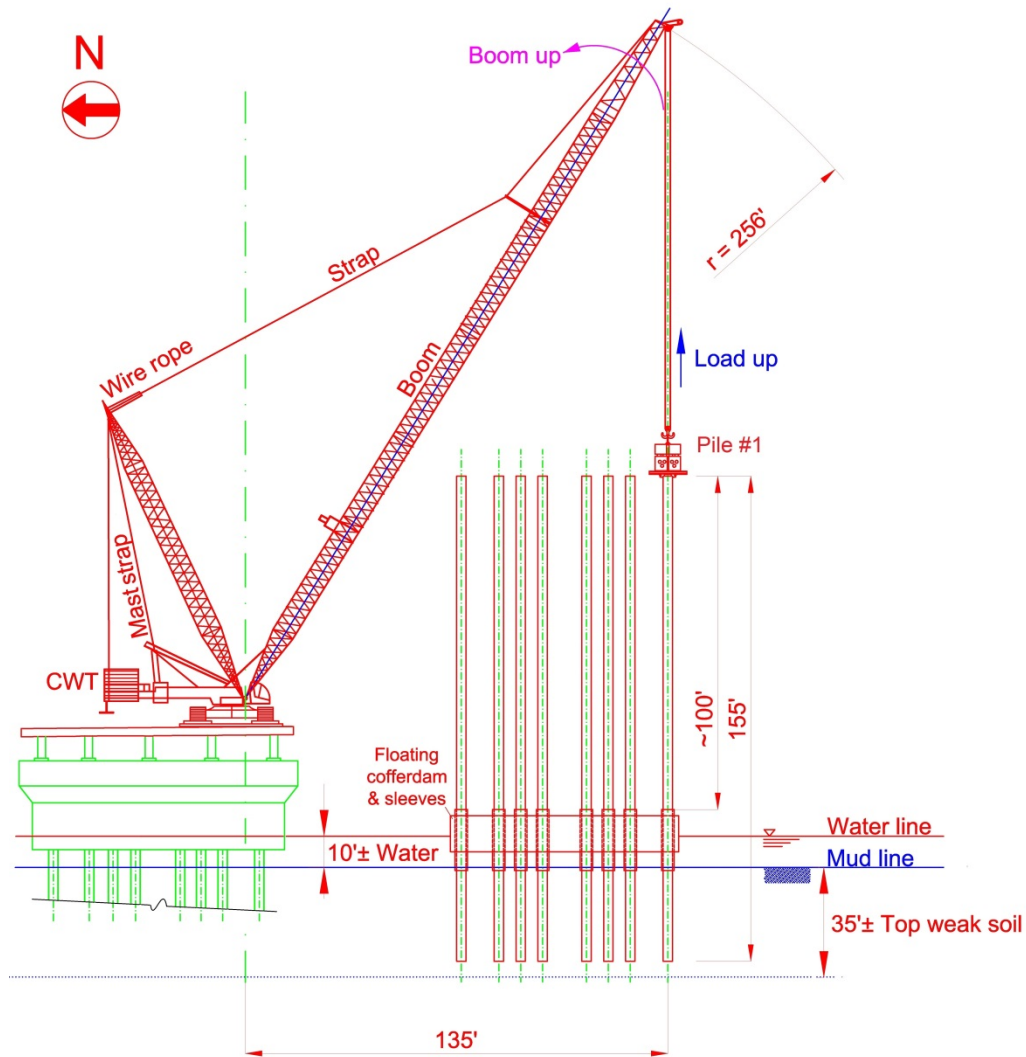 N
Boom up
r = 256'
Strap
Wire rope
Boom
Load up
Mast strap
Pile #1
CWT
~100'
155'
Floating
cofferdam
& sleeves
Water line
10'± Water
Mud line
35'± Top weak soil
135'